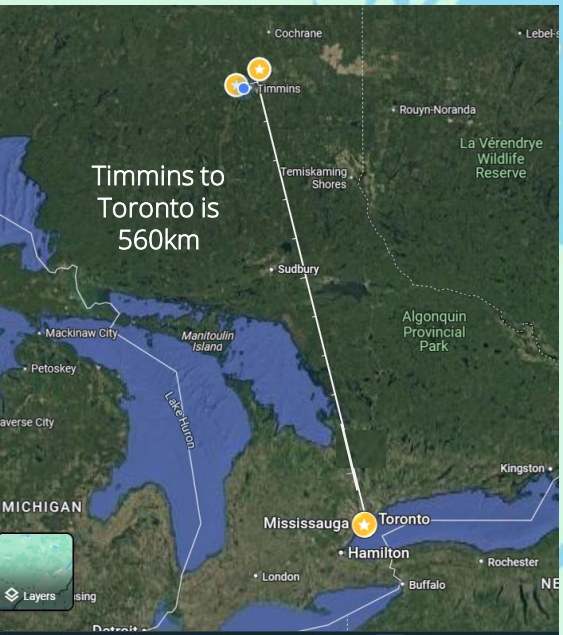 Cochrane
Lebel-s
Timmins
Rouyn-Noranda
La Vérendrye
Wildlife
Reserve
Timmins to
Toronto is
560km
Temiskaming
Shores
Sudbury
Algonquin
Provincial
Park
Mackinaw City
Manitoulin
Island
Petoskey
Lake Huron
averse City
Kingston
MICHIGAN
Mississauga
Toronto
Hamilton
Rochester
London
Buffalo
NE
Layers
sing
Detroit